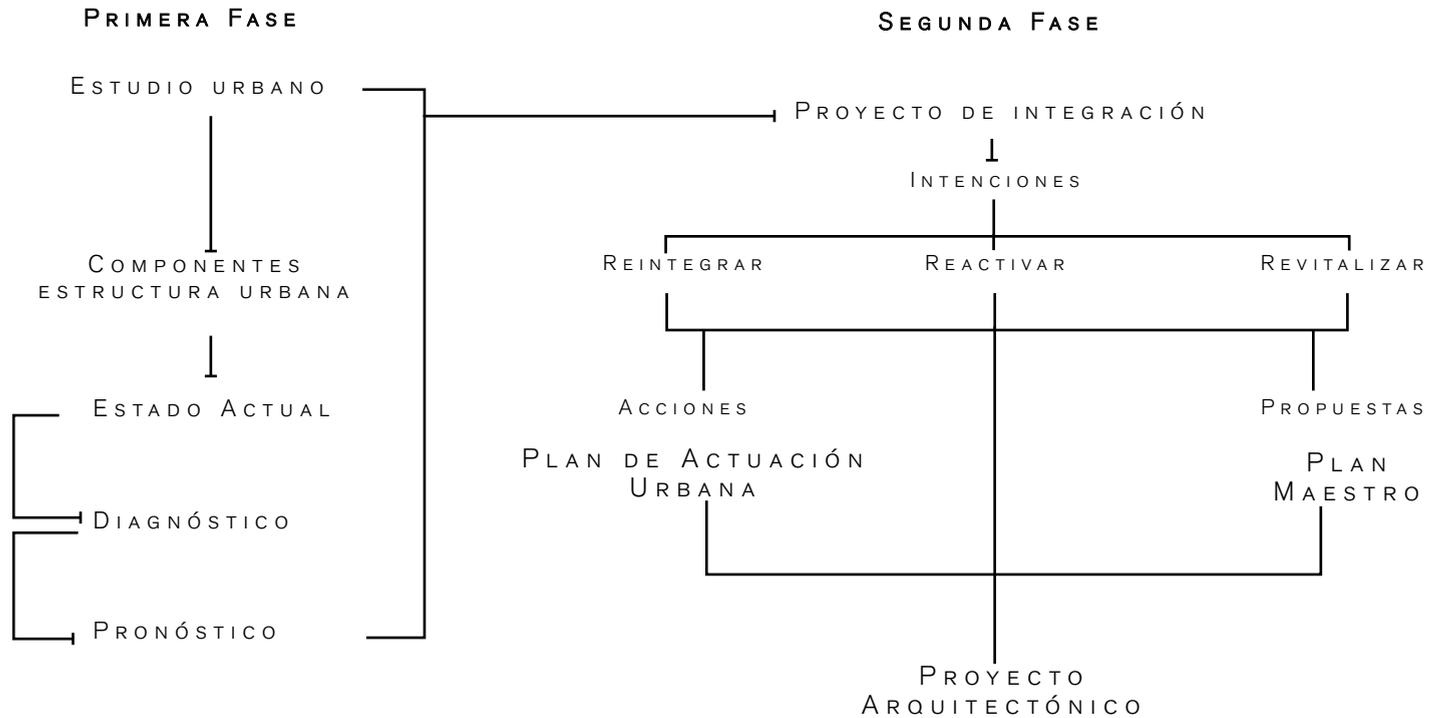 PRIMERA FASE
ESTUDIO URBANO
COMPONENTES
ESTRUCTURA URBANA
ESTADO ACTUAL
DIAGNÓSTICO
PRONÓSTICO
SEGUNDA FASE
PROYECTO DE INTEGRACIÓN
INTENCIONES
REINTEGRAR
REACTIVAR
REVITALIZAR
ACCIONES
PLAN DE ACTUACIÓN
URBANA
PROPUESTAS
PLAN
MAESTRO
PROYECTO
ARQUITECTÓNICO